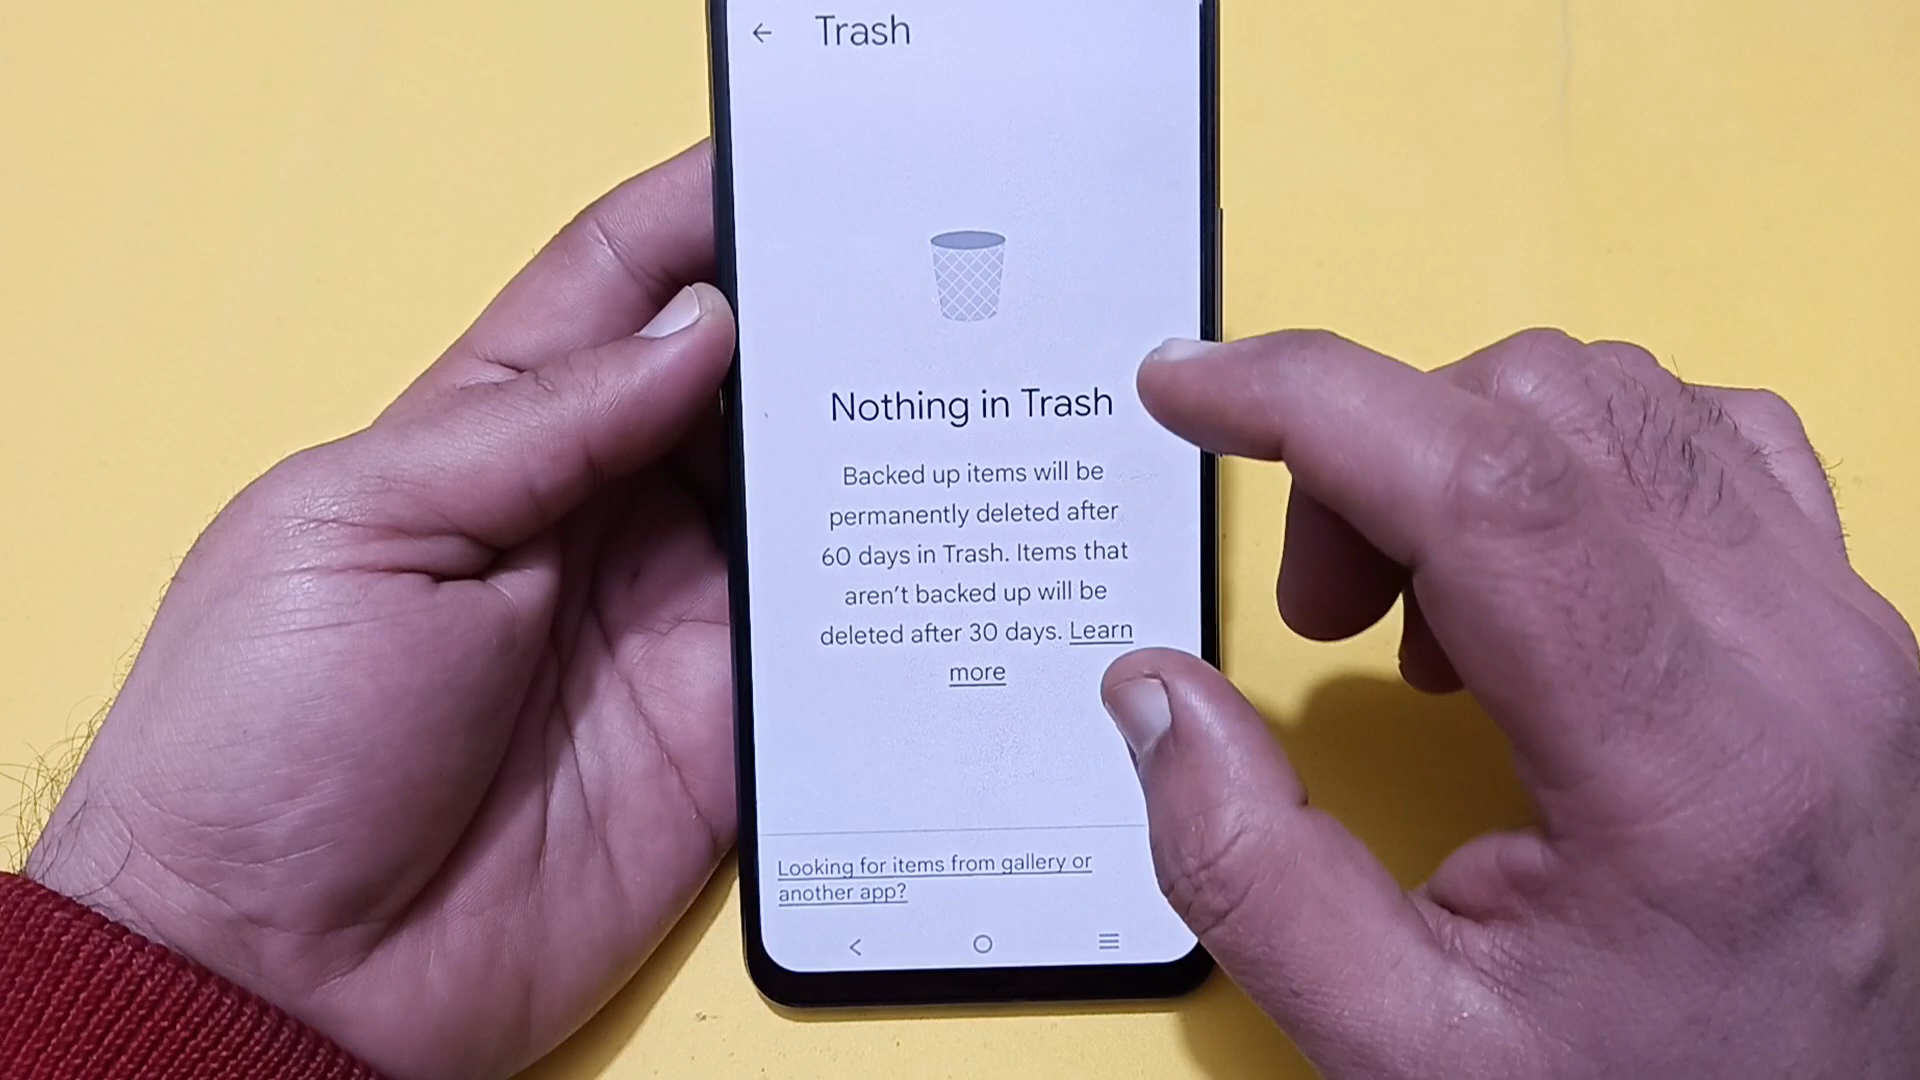 Trash
Nothing in Trash
Backed up items will be
permanently deleted after
60 days in Trash. Items that
aren't backed up will be
deleted after 30 days. Learn
more
Looking for items from gallery or
another app?